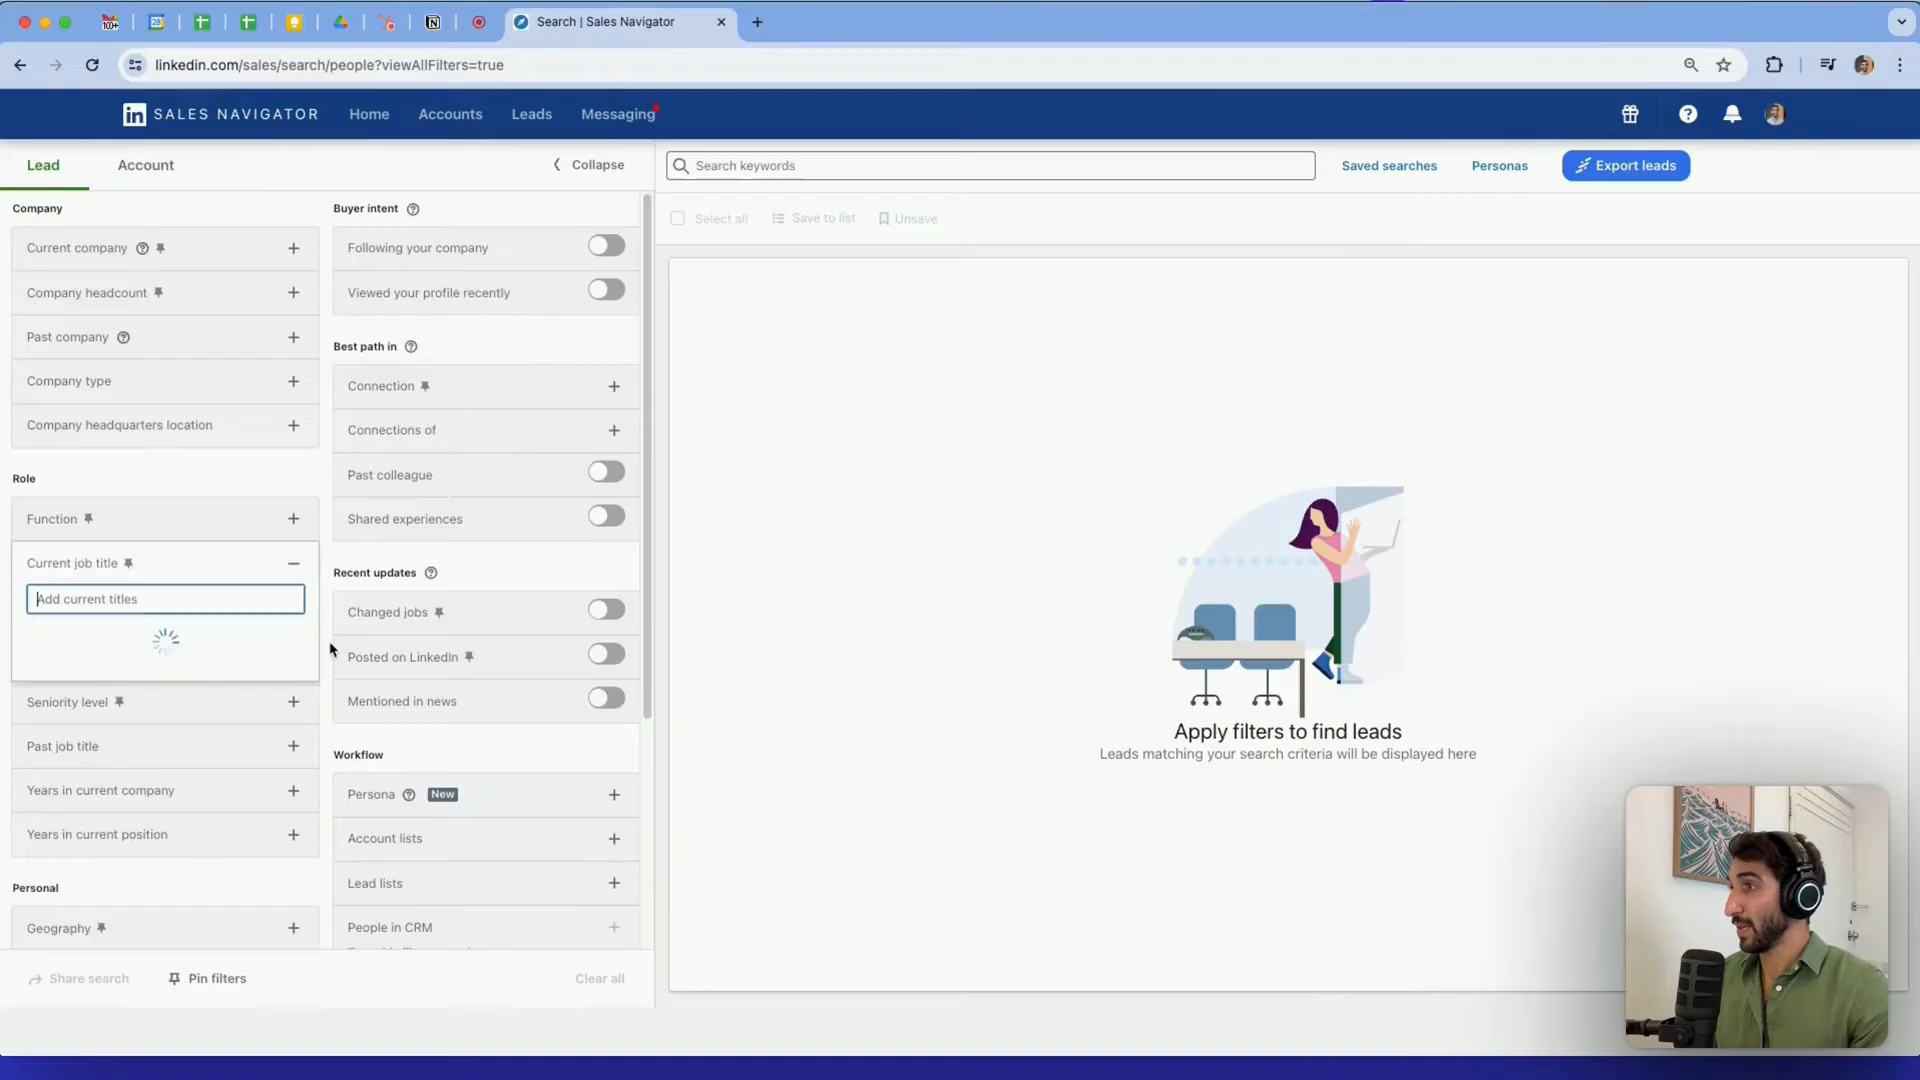 100+
28
Search | Sales Navigator
linkedin.com/sales/search/people?viewAllFilters=true
in SALES NAVIGATOR
Home
Accounts
Leads
Messaging
Lead
Account
Collapse
Search keywords
Saved searches
Personas
Export leads
Select all
Save to list
Unsave
Company
Current company
Company headcount
Past company
Company type
Company headquarters location
Role
Function
Current job title
Add current titles
Seniority level
Past job title
Years in current company
Years in current position
Personal
Geography
Buyer intent
Following your company
Viewed your profile recently
Best path in
Connection
Connections of
Past colleague
Shared experiences
Recent updates
Changed jobs
Posted on LinkedIn
Mentioned in news
Workflow
Persona New
Account lists
Lead lists
People in CRM
Share search
Pin filters
Clear all
Apply filters to find leads
Leads matching your search criteria will be displayed here